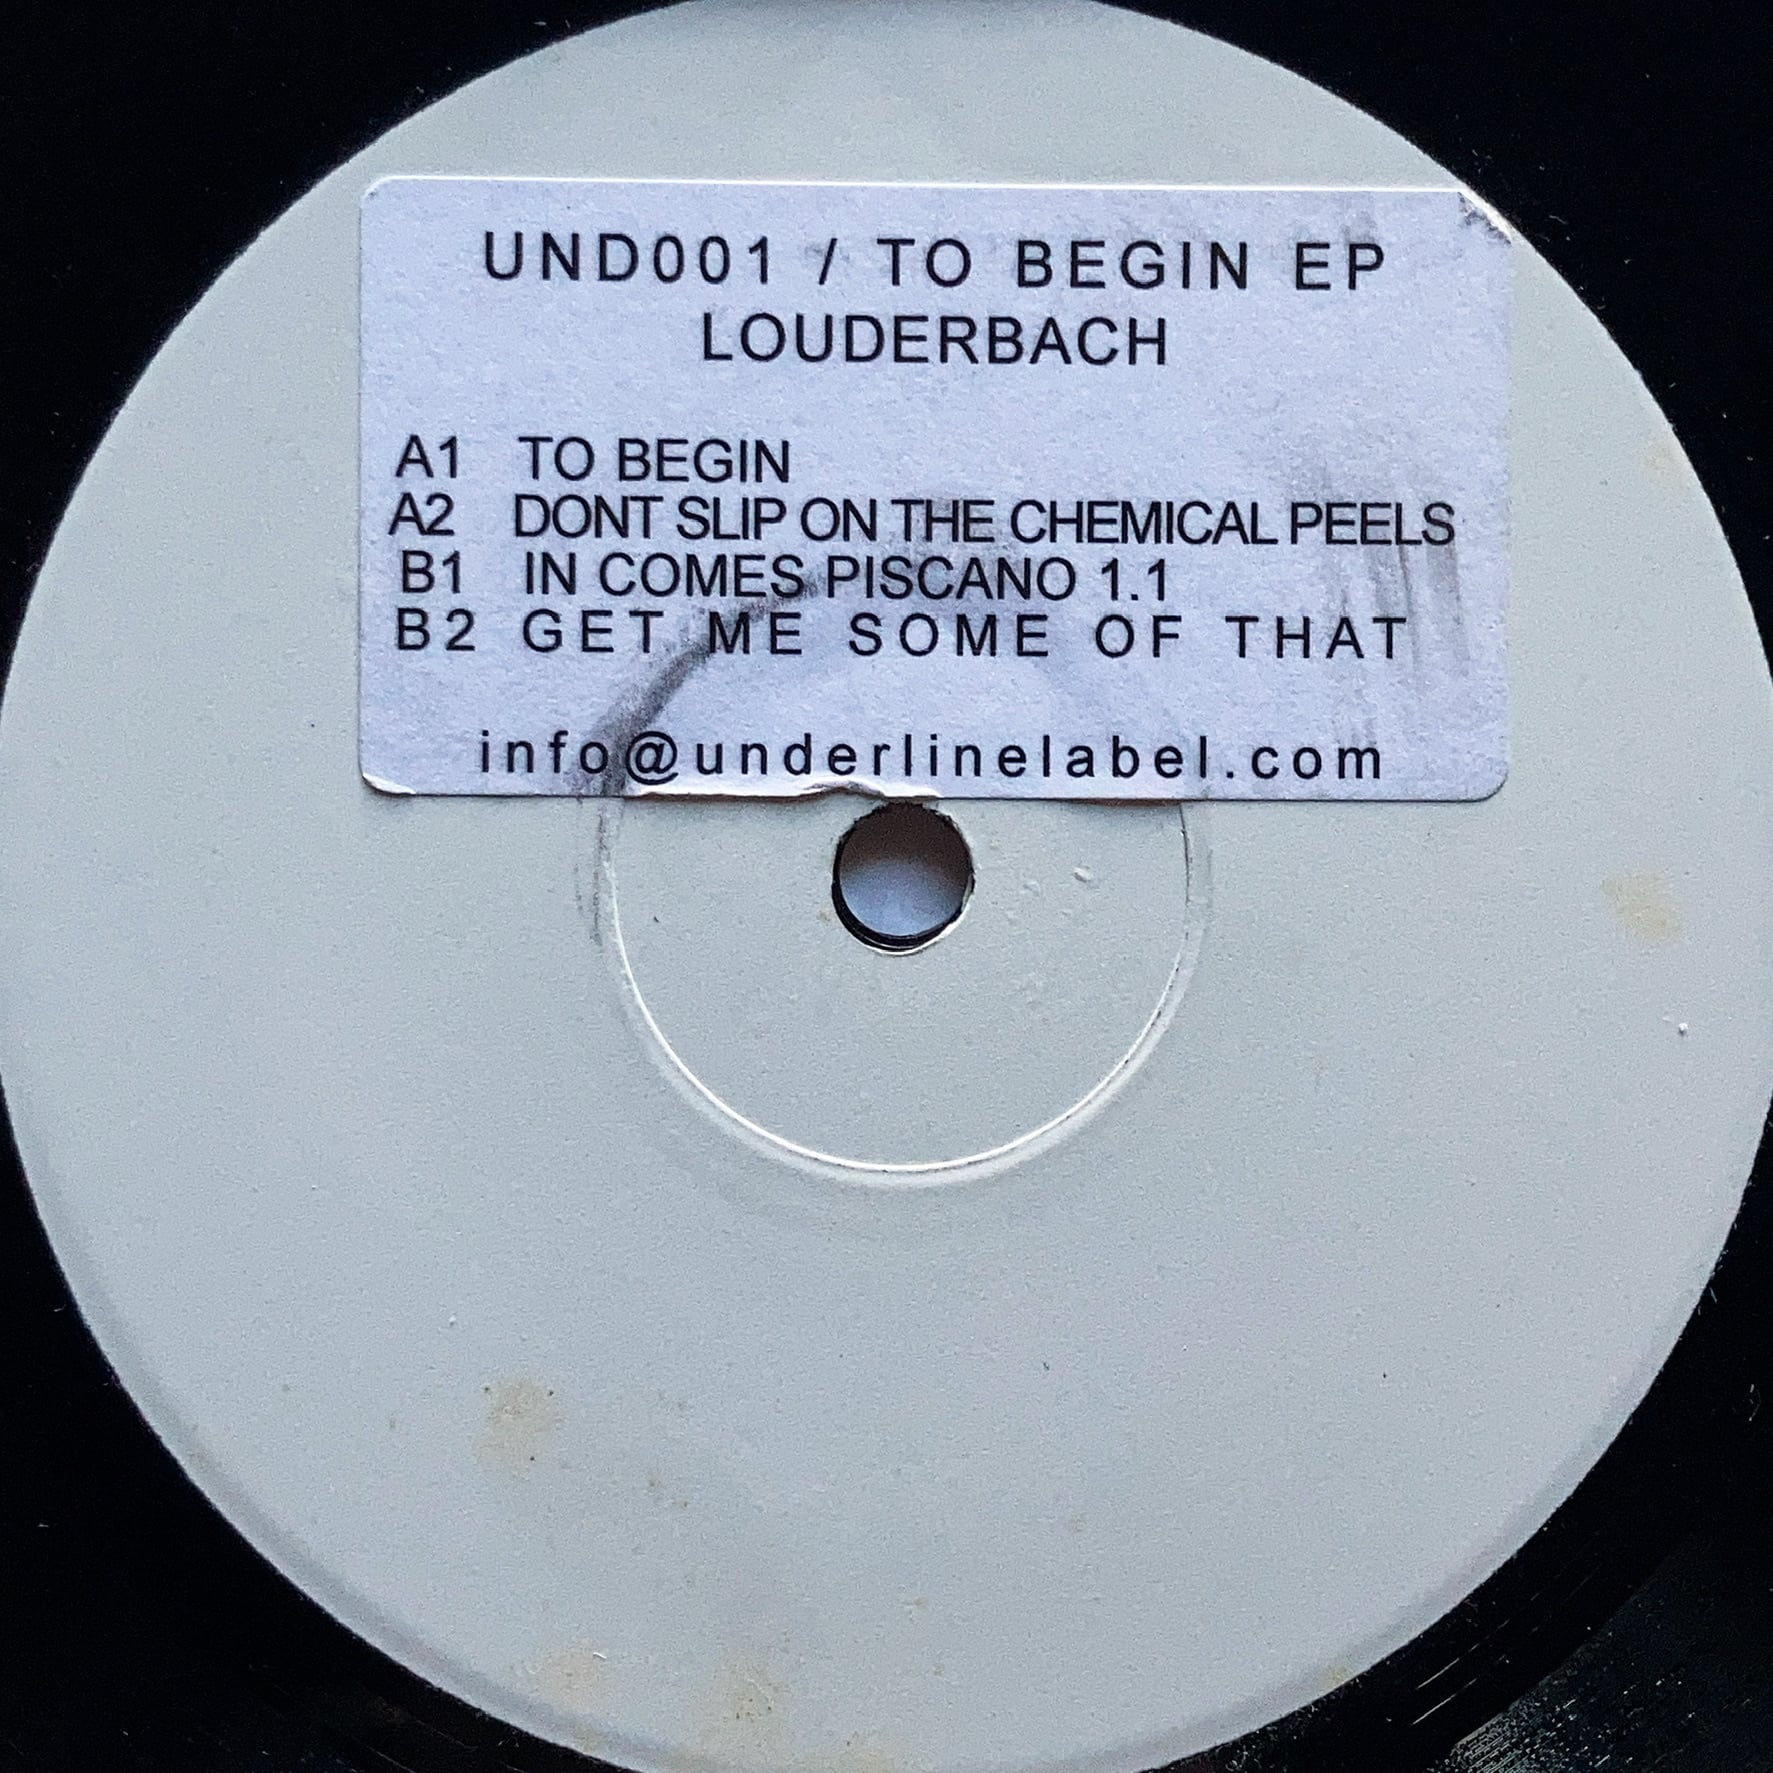 UND001 / TO BEGIN EP
LOUDERBACH
A1 TO BEGIN
A2 DONT SLIP ON THE CHEMICAL PEELS
B1 IN COMES PISCANO 1.1
B2 GET ME SOME OF THAT
info@underlinelabel.com